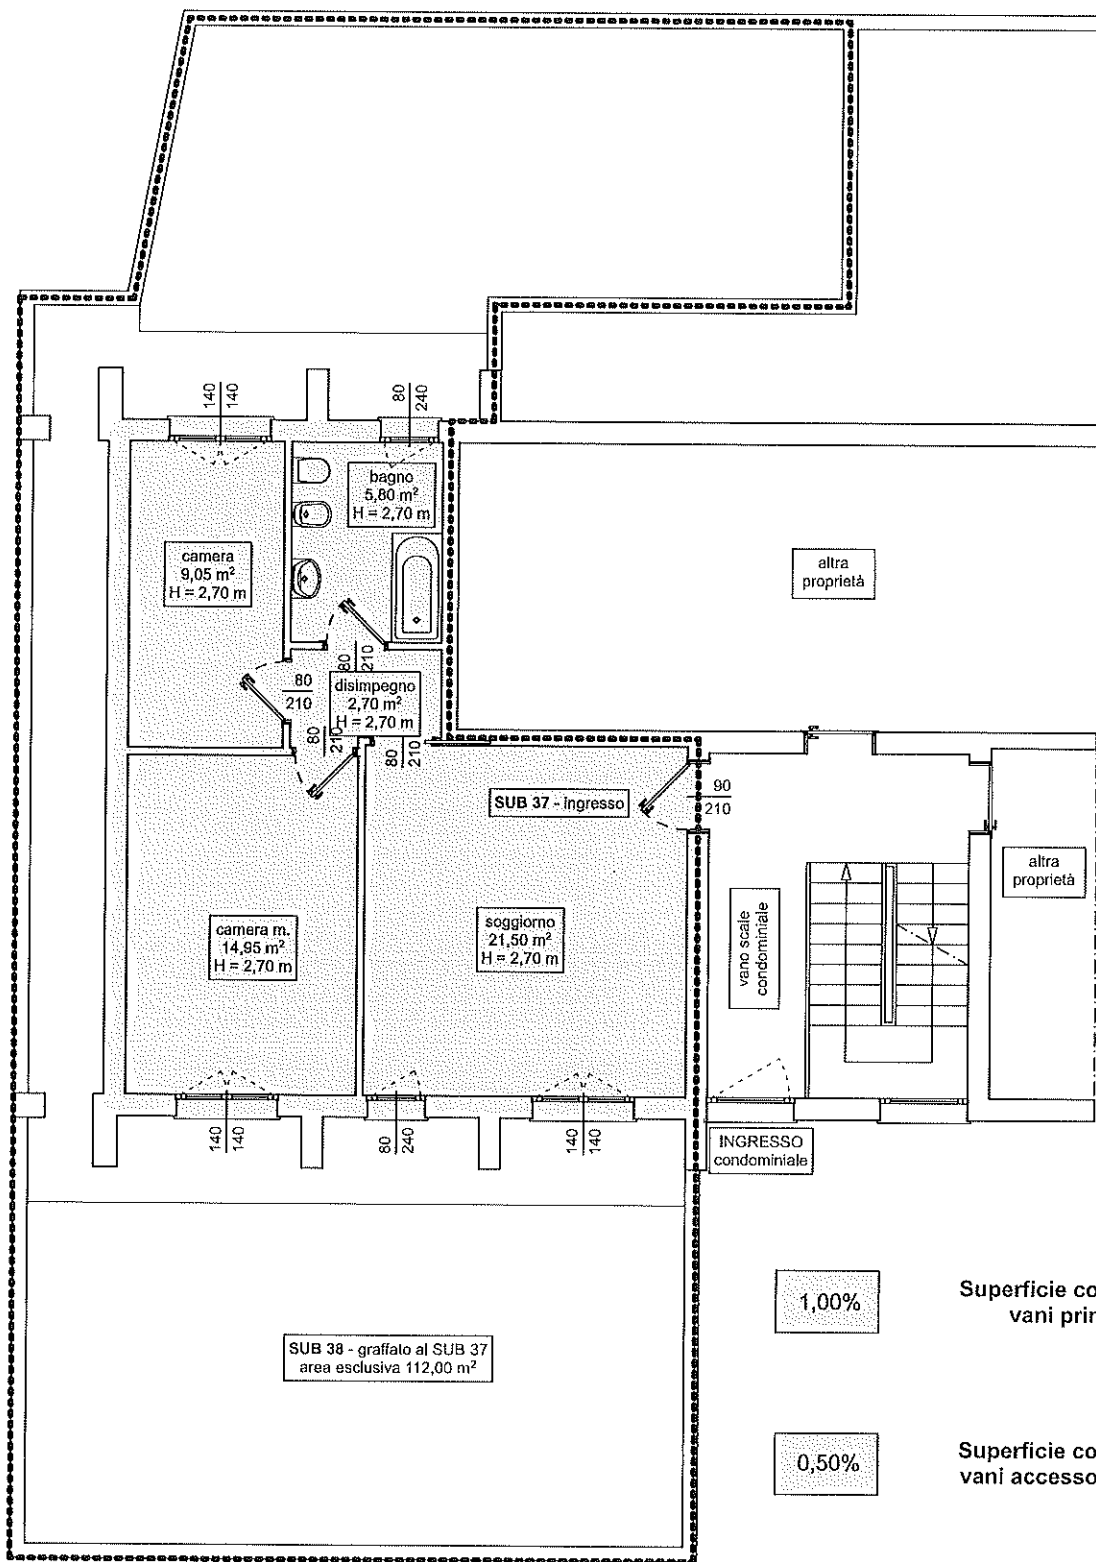 140
140
80
240
bagno
5,80 m²
H = 2,70 m
camera
9,05 m²
H = 2,70 m
altra
proprietà
80
210
80
210
disimpegno
2,70 m²
H = 2,70 m
80
210
80
210
SUB 37 - ingresso
90
210
altra
proprietà
camera m.
14,95 m²
H = 2,70 m
soggiorno
21,50 m²
H = 2,70 m
vano scale
condominiale
140
140
80
240
140
140
INGRESSO
condominiale
1,00%
Superficie co
vani prin
SUB 38 - graffato al SUB 37
area esclusiva 112,00 m²
0,50%
Superficie co
vani accesso